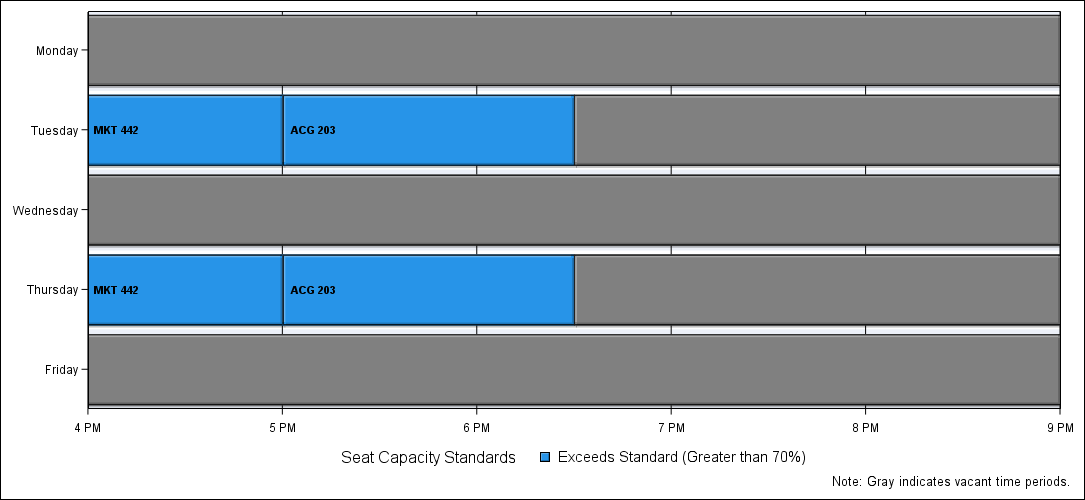 Monday
Tuesday
MKT 442
ACG 203
Wednesday
Thursday
MKT 442
ACG 203
Friday
4 PM 5 PM 6 PM 7 PM 8 PM 9 PM
Seat Capacity Standards Exceeds Standard (Greater than 70%)
Note: Gray indicates vacant time periods.